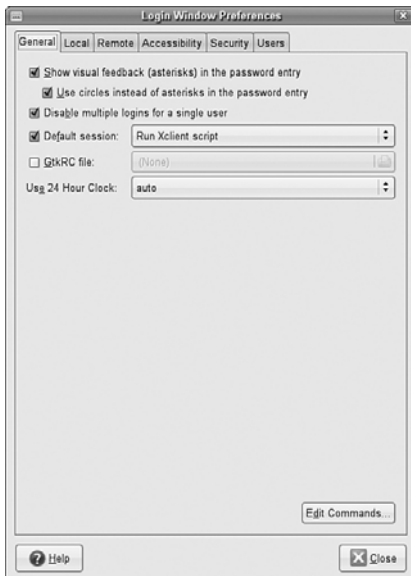 Login Window Preferences
General Local Remote Accessibility Security Users
Show visual feedback (asterisks) in the password entry
Use circles instead of asterisks in the password entry
Disable multiple logins for a single user
Default session: Run Xclient script
GtkRC file: (None)
Use 24 Hour Clock: auto
Edit Commands...
Help Close